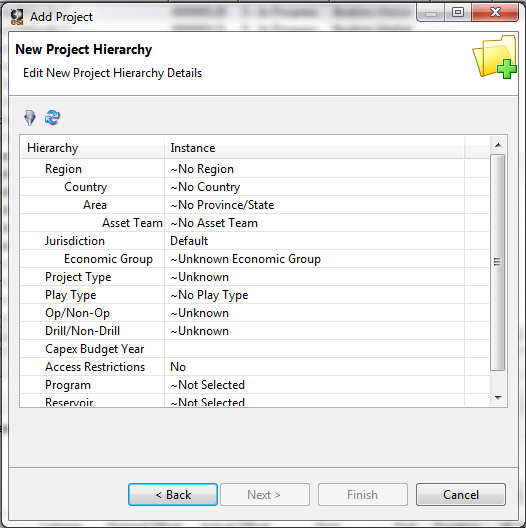 Add Project
New Project Hierarchy
Edit New Project Hierarchy Details
Hierarchy Instance
Region ~No Region
Country ~No Country
Area ~No Province/State
Asset Team ~No Asset Team
Jurisdiction Default
Economic Group ~Unknown Economic Group
Project Type ~Unknown
Play Type ~No Play Type
Op/Non-Op ~Unknown
Drill/Non-Drill ~Unknown
Capex Budget Year
Access Restrictions No
Program ~Not Selected
Reservoir ~Not Selected
< Back Next > Finish Cancel